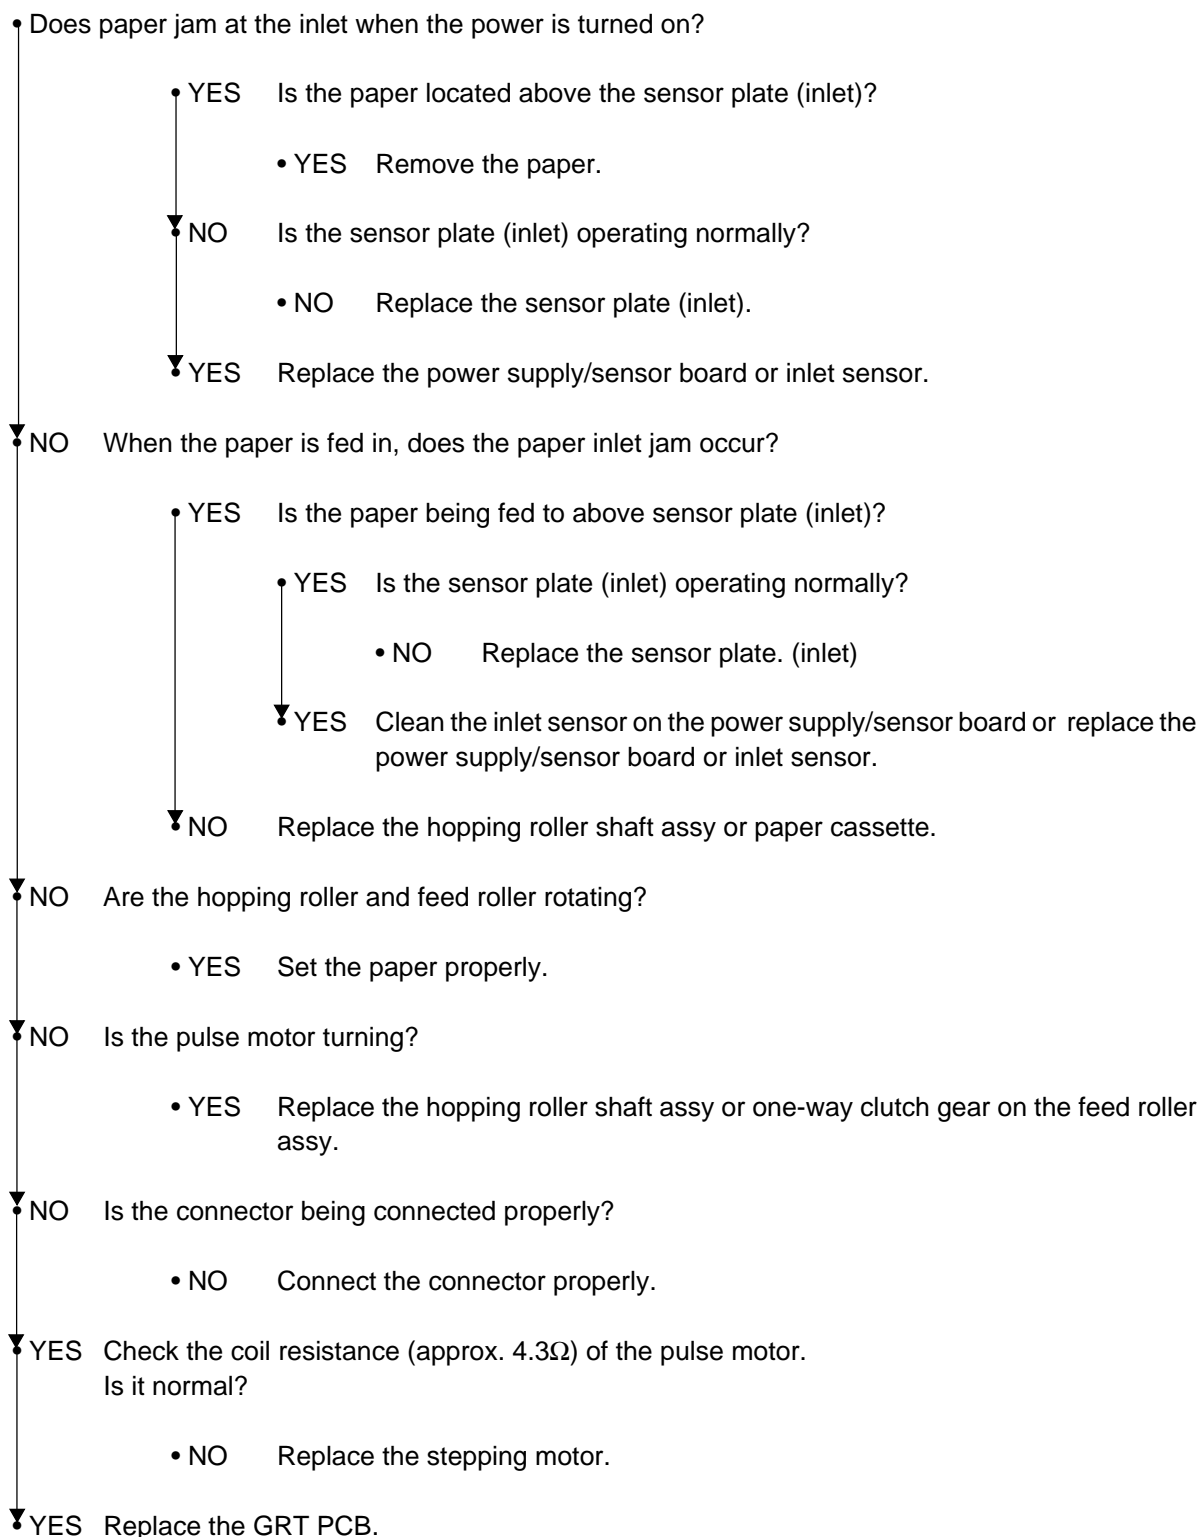 • Does paper jam at the inlet when the power is turned on?
• YES Is the paper located above the sensor plate (inlet)?
• YES Remove the paper.
• NO Is the sensor plate (inlet) operating normally?
• NO Replace the sensor plate (inlet).
• YES Replace the power supply/sensor board or inlet sensor.
• NO When the paper is fed in, does the paper inlet jam occur?
• YES Is the paper being fed to above sensor plate (inlet)?
• YES Is the sensor plate (inlet) operating normally?
• NO Replace the sensor plate. (inlet)
• YES Clean the inlet sensor on the power supply/sensor board or replace the
power supply/sensor board or inlet sensor.
• NO Replace the hopping roller shaft assy or paper cassette.
• NO Are the hopping roller and feed roller rotating?
• YES Set the paper properly.
• NO Is the pulse motor turning?
• YES Replace the hopping roller shaft assy or one-way clutch gear on the feed roller
assy.
• NO Is the connector being connected properly?
• NO Connect the connector properly.
• YES Check the coil resistance (approx. 4.3Ω) of the pulse motor.
Is it normal?
• NO Replace the stepping motor.
• YES Replace the GRT PCB.